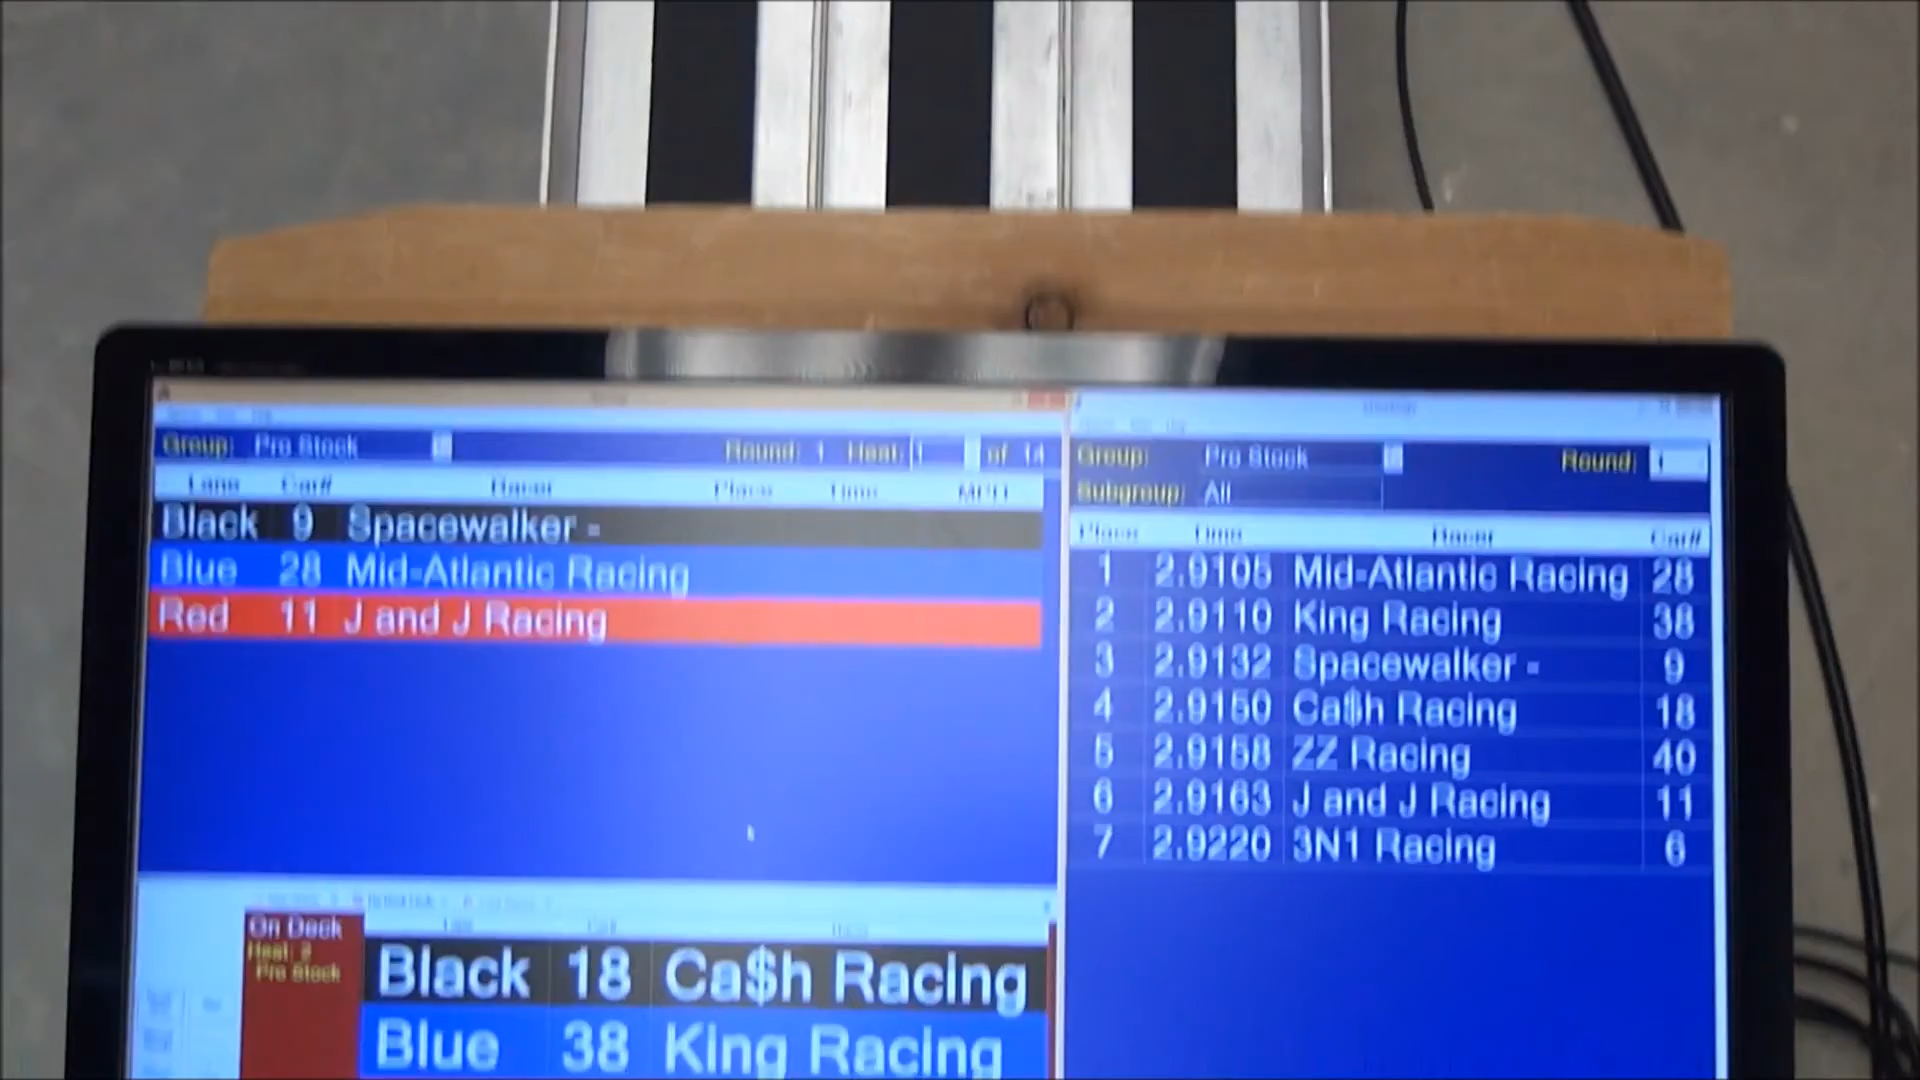 Group: Pro Stock Round: 1 Heat: 1 of 14
Lane Car# Racer Place Time MPH
Black 9 Spacewalker -
Blue 28 Mid-Atlantic Racing
Red 11 J and J Racing
On Deck
Heat: 2
Pro Stock
Black 18 Ca$h Racing
Blue 38 King Racing
Group: Pro Stock Round: 1
Subgroup: All
Place Time Racer Car#
1 2.9105 Mid-Atlantic Racing 28
2 2.9110 King Racing 38
3 2.9132 Spacewalker - 9
4 2.9150 Ca$h Racing 18
5 2.9158 ZZ Racing 40
6 2.9163 J and J Racing 11
7 2.9220 3N1 Racing 6